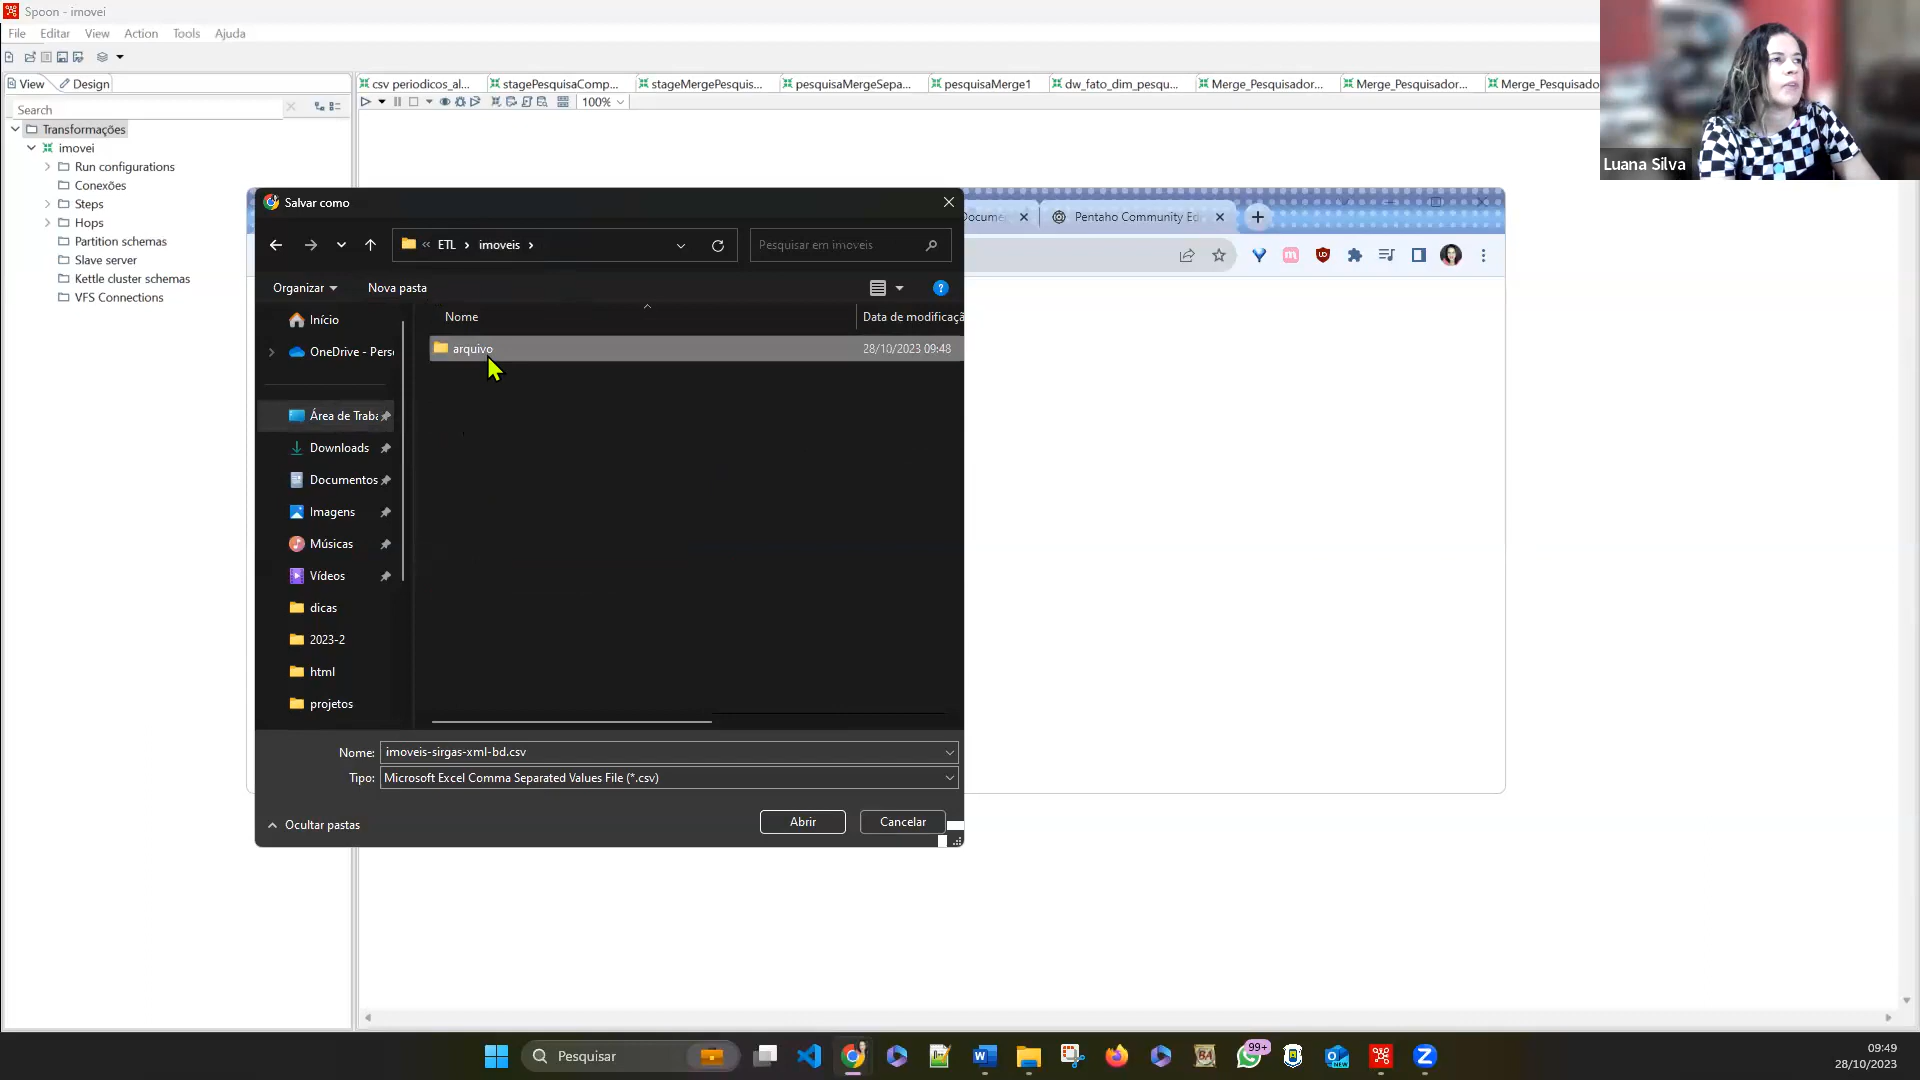 Spoon - imovei
File Editar View Action Tools Ajuda
View Design
csv periodicos_al... stagePesquisaComp... stageMergePesquis... pesquisaMergeSepa... pesquisaMerge1 dw_fato_dim_pesqu... Merge_Pesquisador... Merge_Pesquisador... Merge_Pesquisado
Search
100%
Transformações
imovei
Run configurations
Conexões
Steps
Hops
Partition schemas
Slave server
Kettle cluster schemas
VFS Connections
Luana Silva
Salvar como
Docume
Pentaho Community Ed
ETL imoveis
Pesquisar em imoveis
Organizar Nova pasta
Nome Data de modificaçã
arquivo 28/10/2023 09:48
Início
OneDrive - Perso
Área de Traba
Downloads
Documentos
Imagens
Músicas
Vídeos
dicas
2023-2
html
projetos
Nome: imoveis-sirgas-xml-bd.csv
Tipo: Microsoft Excel Comma Separated Values File (*.csv)
Ocultar pastas
Abrir Cancelar
Pesquisar
99+
09:49
28/10/2023